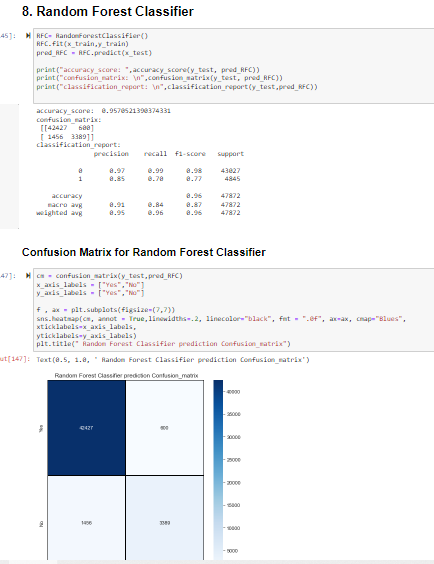 8. Random Forest Classifier
45]:
RFC= RandomForestClassifier()
RFC.fit(x_train,y_train)
pred_RFC = RFC.predict(x_test)
print("accuracy_score: ",accuracy_score(y_test, pred_RFC))
print("confusion_matrix: \n",confusion_matrix(y_test, pred_RFC))
print("classification_report: \n",classification_report(y_test,pred_RFC))
accuracy_score: 0.9570521390374331
confusion_matrix:
[[42427 600]
[ 1456 3389]]
classification_report:
precision recall f1-score support
0 0.97 0.99 0.98 43027
1 0.85 0.70 0.77 4845
accuracy 0.96 47872
macro avg 0.91 0.84 0.87 47872
weighted avg 0.95 0.96 0.96 47872
Confusion Matrix for Random Forest Classifier
47]:
cm = confusion_matrix(y_test,pred_RFC)
x_axis_labels = ["Yes","No"]
y_axis_labels = ["Yes","No"]
f , ax = plt.subplots(figsize=(7,7))
sns.heatmap(cm, annot = True,linewidths=.2, linecolor="black", fmt = ".0f", ax=ax, cmap="Blues",
xticklabels=x_axis_labels,
yticklabels=y_axis_labels)
plt.title(" Random Forest Classifier prediction Confusion_matrix")
ut[147]: Text(0.5, 1.0, ' Random Forest Classifier prediction Confusion_matrix')
Random Forest Classifier prediction Confusion_matrix
40000
Yes 42427 600
35000
30000
25000
20000
15000
No 1456 3389
10000
5000